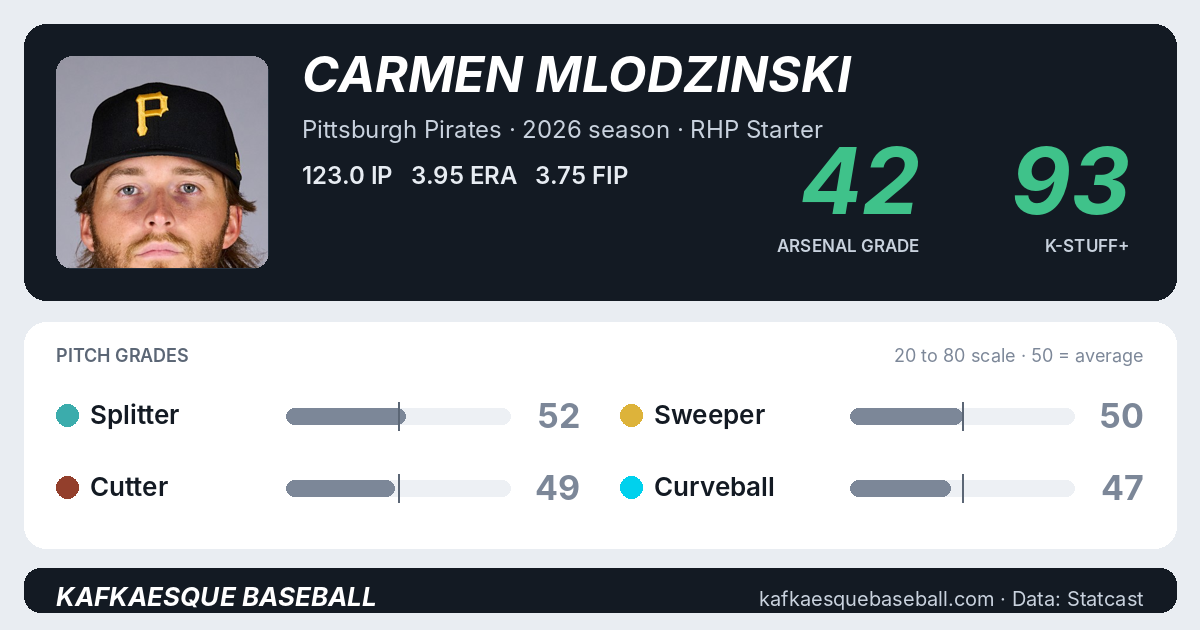 CARMEN MLODZINSKI
Pittsburgh Pirates · 2026 season · RHP Starter
123.0 IP 3.95 ERA 3.75 FIP
42 93
ARSENAL GRADE K-STUFF+
P
PITCH GRADES 20 to 80 scale · 50 = average
Splitter 52 Sweeper 50
Cutter 49 Curveball 47
KAFKAESQUE BASEBALL kafkaesquebaseball.com · Data: Statcast